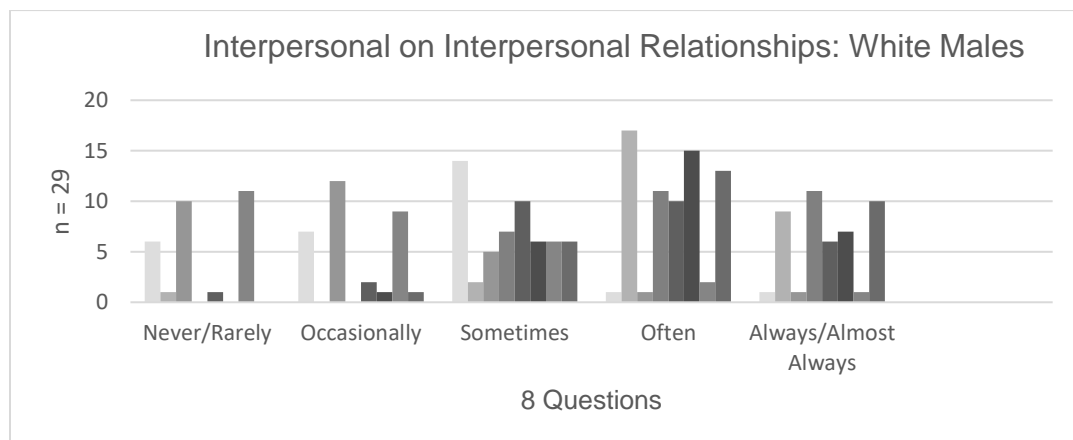 Interpersonal on Interpersonal Relationships: White Males
20
15
10
5
0
n = 29
Never/Rarely
Occasionally
Sometimes
Often
Always/Almost
Always
8 Questions